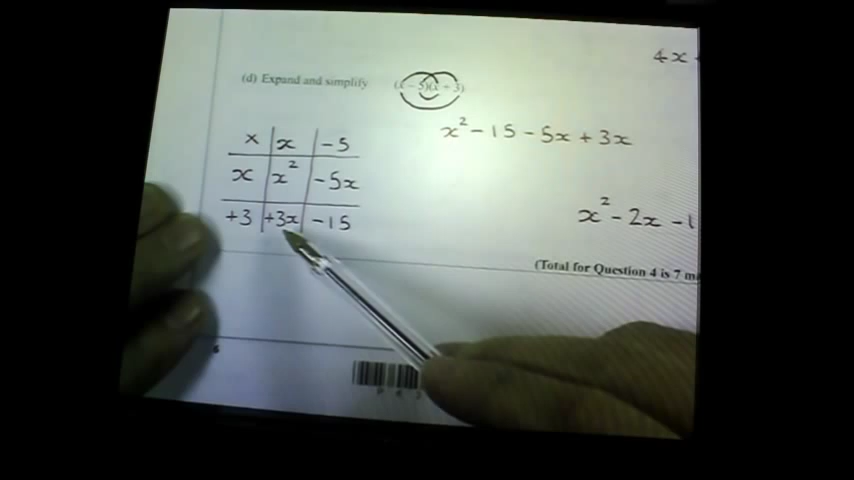 4x
(d) Expand and simplify (x - 5)(x + 3)
x² - 15 - 5x + 3x
× x -5
x x² -5x
+3 +3x -15
x² - 2x - 1
(Total for Question 4 is 7 ma